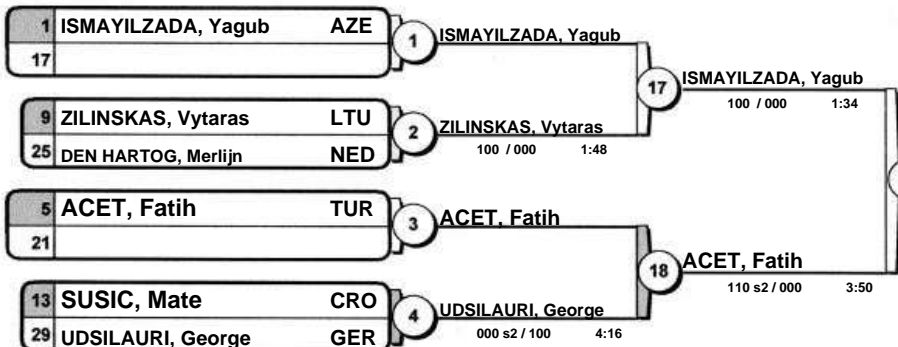 1 ISMAYILZADA, Yagub AZE
17
1 ISMAYILZADA, Yagub
9 ZILINSKAS, Vytaras LTU
25 DEN HARTOG, Merlijn NED
2 ZILINSKAS, Vytaras
100 / 000 1:48
17 ISMAYILZADA, Yagub
100 / 000 1:34
5 ACET, Fatih TUR
21
3 ACET, Fatih
13 SUSIC, Mate CRO
29 UDSILAURI, George GER
4 UDSILAURI, George
000 s2 / 100 4:16
18 ACET, Fatih
110 s2 / 000 3:50